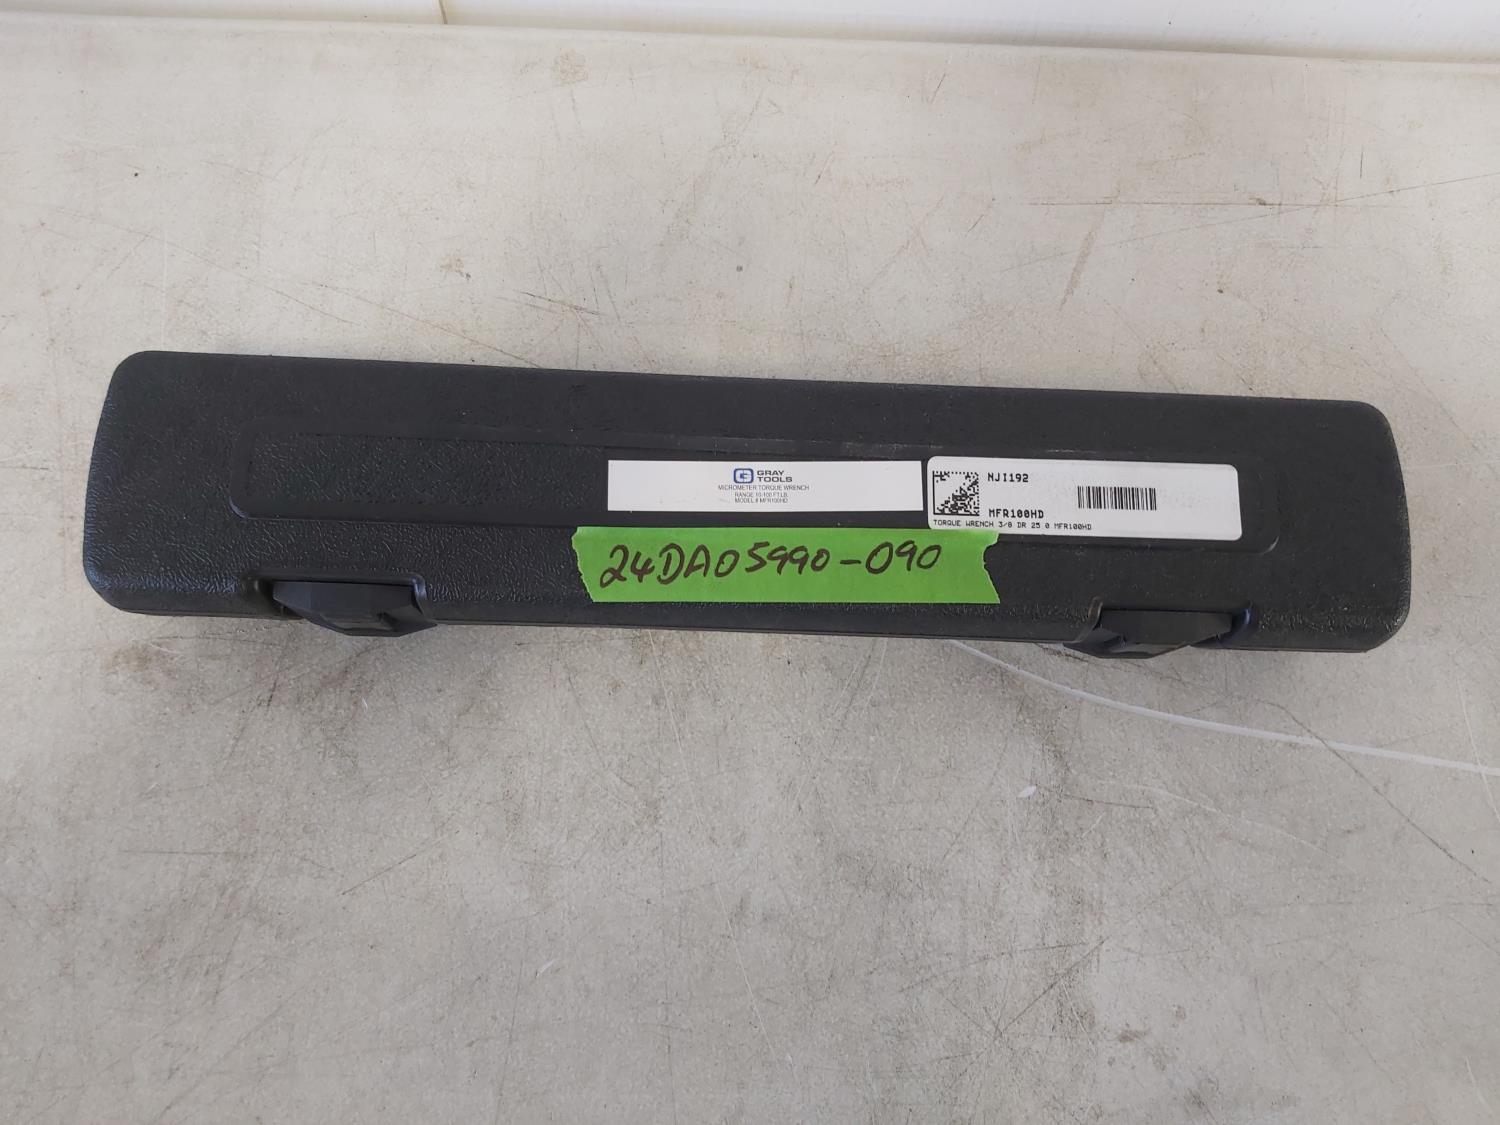 GRAY
TOOLS
MICROMETER TORQUE WRENCH
RANGE 10-100 FT.LB.
MODEL # MFR100HD
NJI192
MFR100HD
TORQUE WRENCH 3/8 DR 25.0 MFR100HD
24DA05990-090